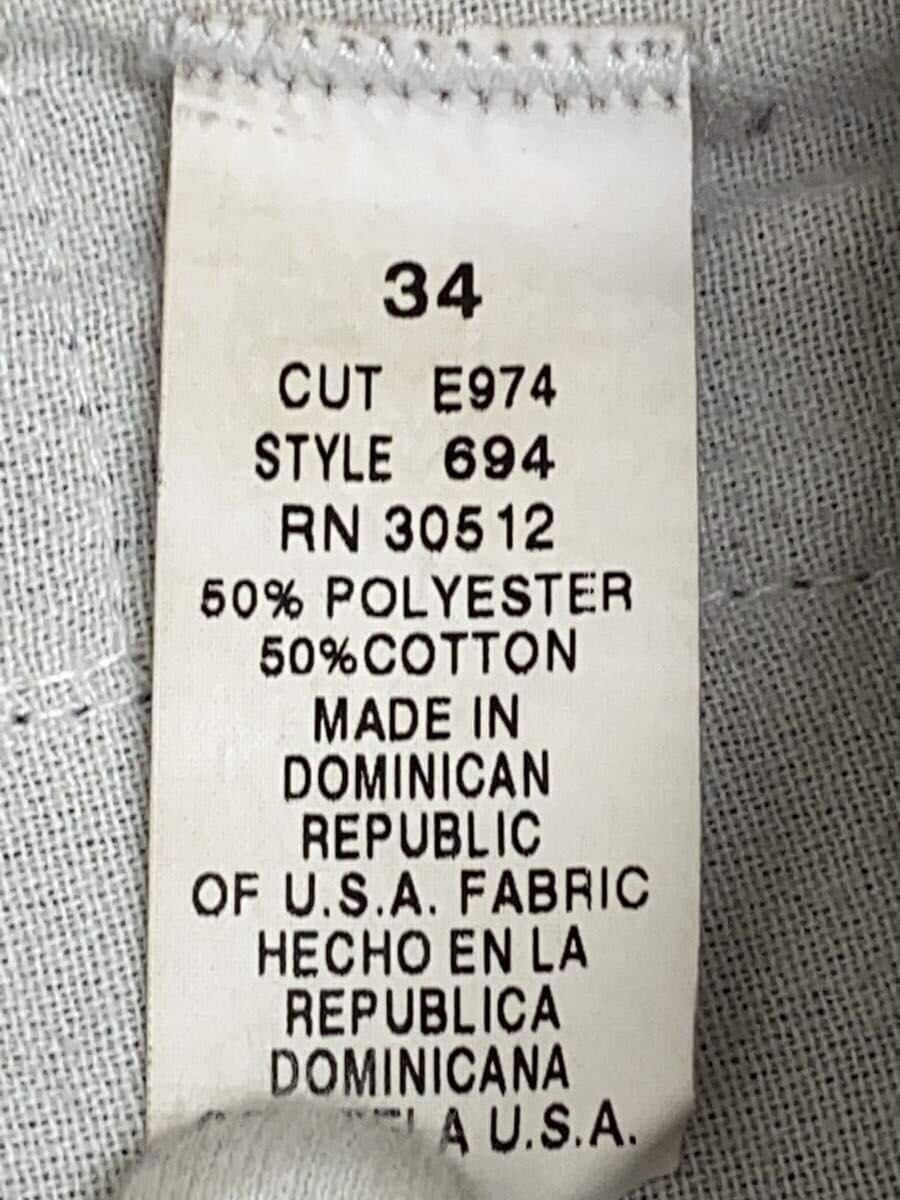 34
CUT E974
STYLE 694
RN 30512
50% POLYESTER
50%COTTON
MADE IN
DOMINICAN
REPUBLIC
OF U.S.A. FABRIC
HECHO EN LA
REPUBLICA
DOMINICANA
U.S.A.